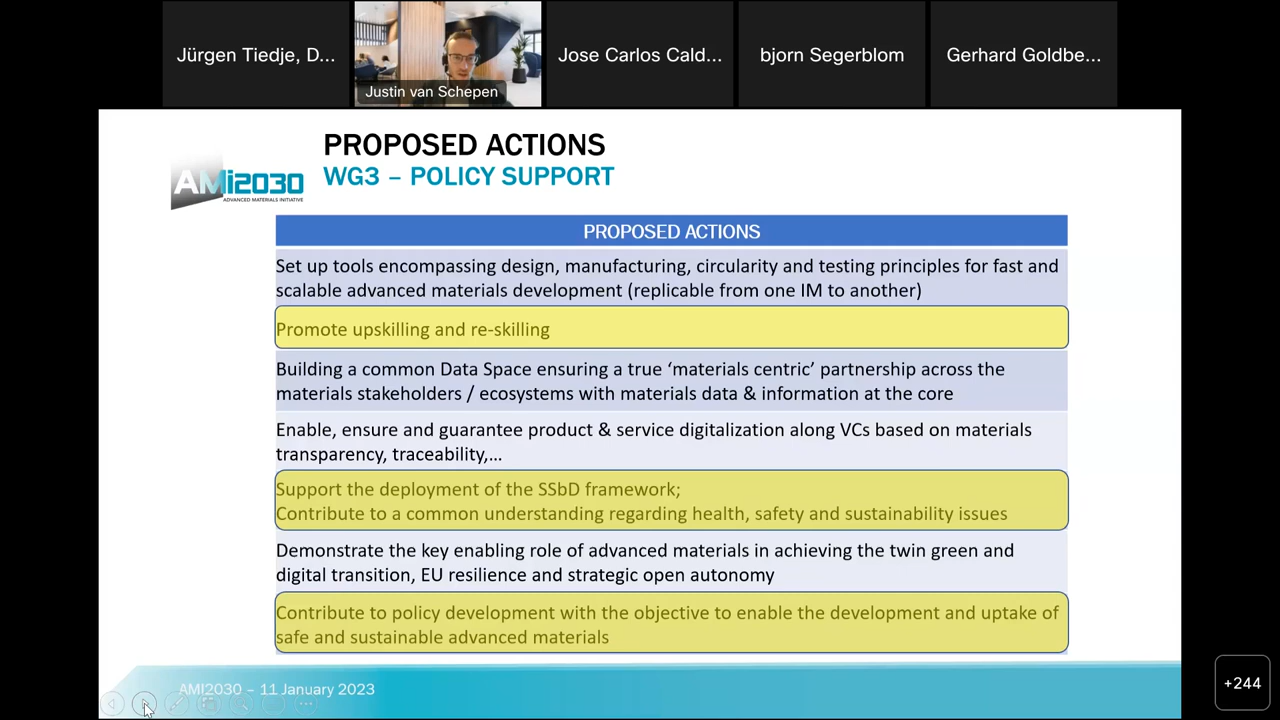 Jürgen Tiedje, D...
Justin van Schepen
Jose Carlos Cald...
bjorn Segerblom
Gerhard Goldbe...
AMi2030
ADVANCED MATERIALS INITIATIVE
PROPOSED ACTIONS
WG3 – POLICY SUPPORT
PROPOSED ACTIONS
Set up tools encompassing design, manufacturing, circularity and testing principles for fast and
scalable advanced materials development (replicable from one IM to another)
Promote upskilling and re-skilling
Building a common Data Space ensuring a true ‘materials centric’ partnership across the
materials stakeholders / ecosystems with materials data & information at the core
Enable, ensure and guarantee product & service digitalization along VCs based on materials
transparency, traceability,...
Support the deployment of the SSbD framework;
Contribute to a common understanding regarding health, safety and sustainability issues
Demonstrate the key enabling role of advanced materials in achieving the twin green and
digital transition, EU resilience and strategic open autonomy
Contribute to policy development with the objective to enable the development and uptake of
safe and sustainable advanced materials
AMI2030 – 11 January 2023
+244